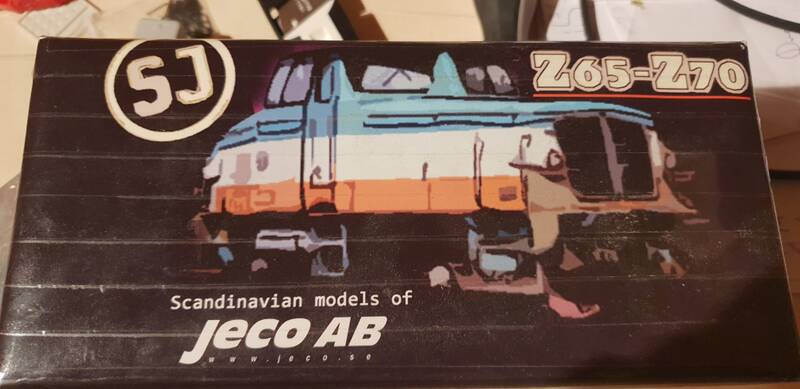 SJ
Z65-Z70
Scandinavian models of
Jeco AB
www.jeco.se